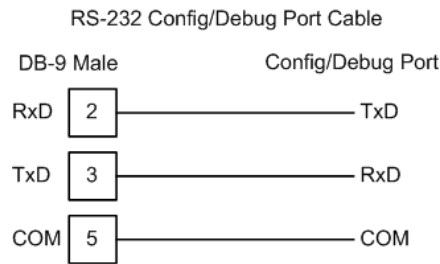 RS-232 Config/Debug Port Cable
DB-9 Male Config/Debug Port
RxD 2 TxD
TxD 3 RxD
COM 5 COM